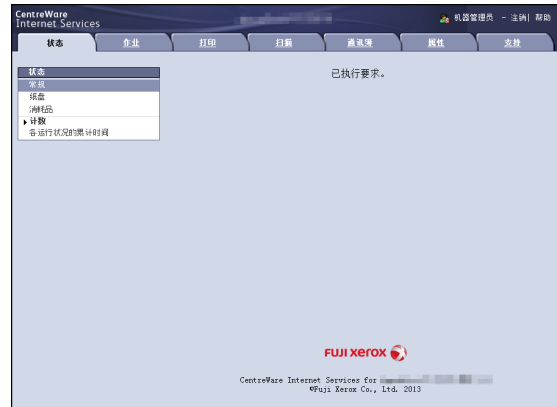 CentreWare
Internet Services
机器管理员 - 注销| 帮助
状态 作业 打印 扫描 通讯簿 属性 支持
状态
常规
纸盘
消耗品
计数
各运行状况的累计时间
已执行要求。
FUJI XEROX
CentreWare Internet Services for
©Fuji Xerox Co., Ltd. 2013